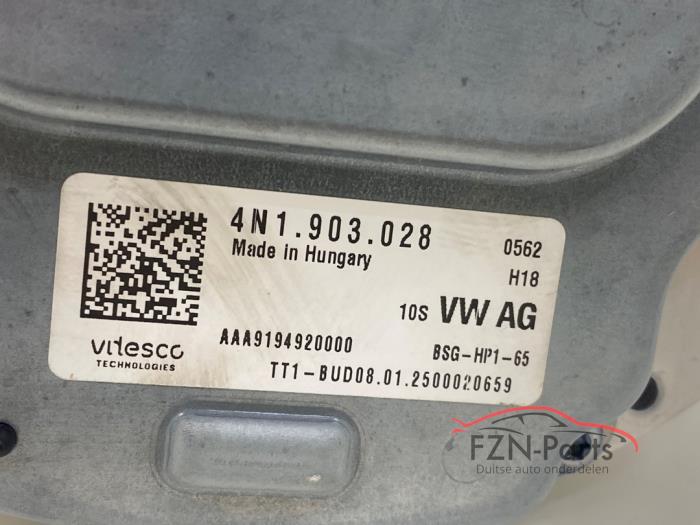 4N1.903.028
0562
Made in Hungary
H18
10S VW AG
AAA9194920000
BSG-HP1-65
vitesco
TECHNOLOGIES
TT1-BUD08.01.2500020659
FZN-Parts
Duitse auto onderdelen